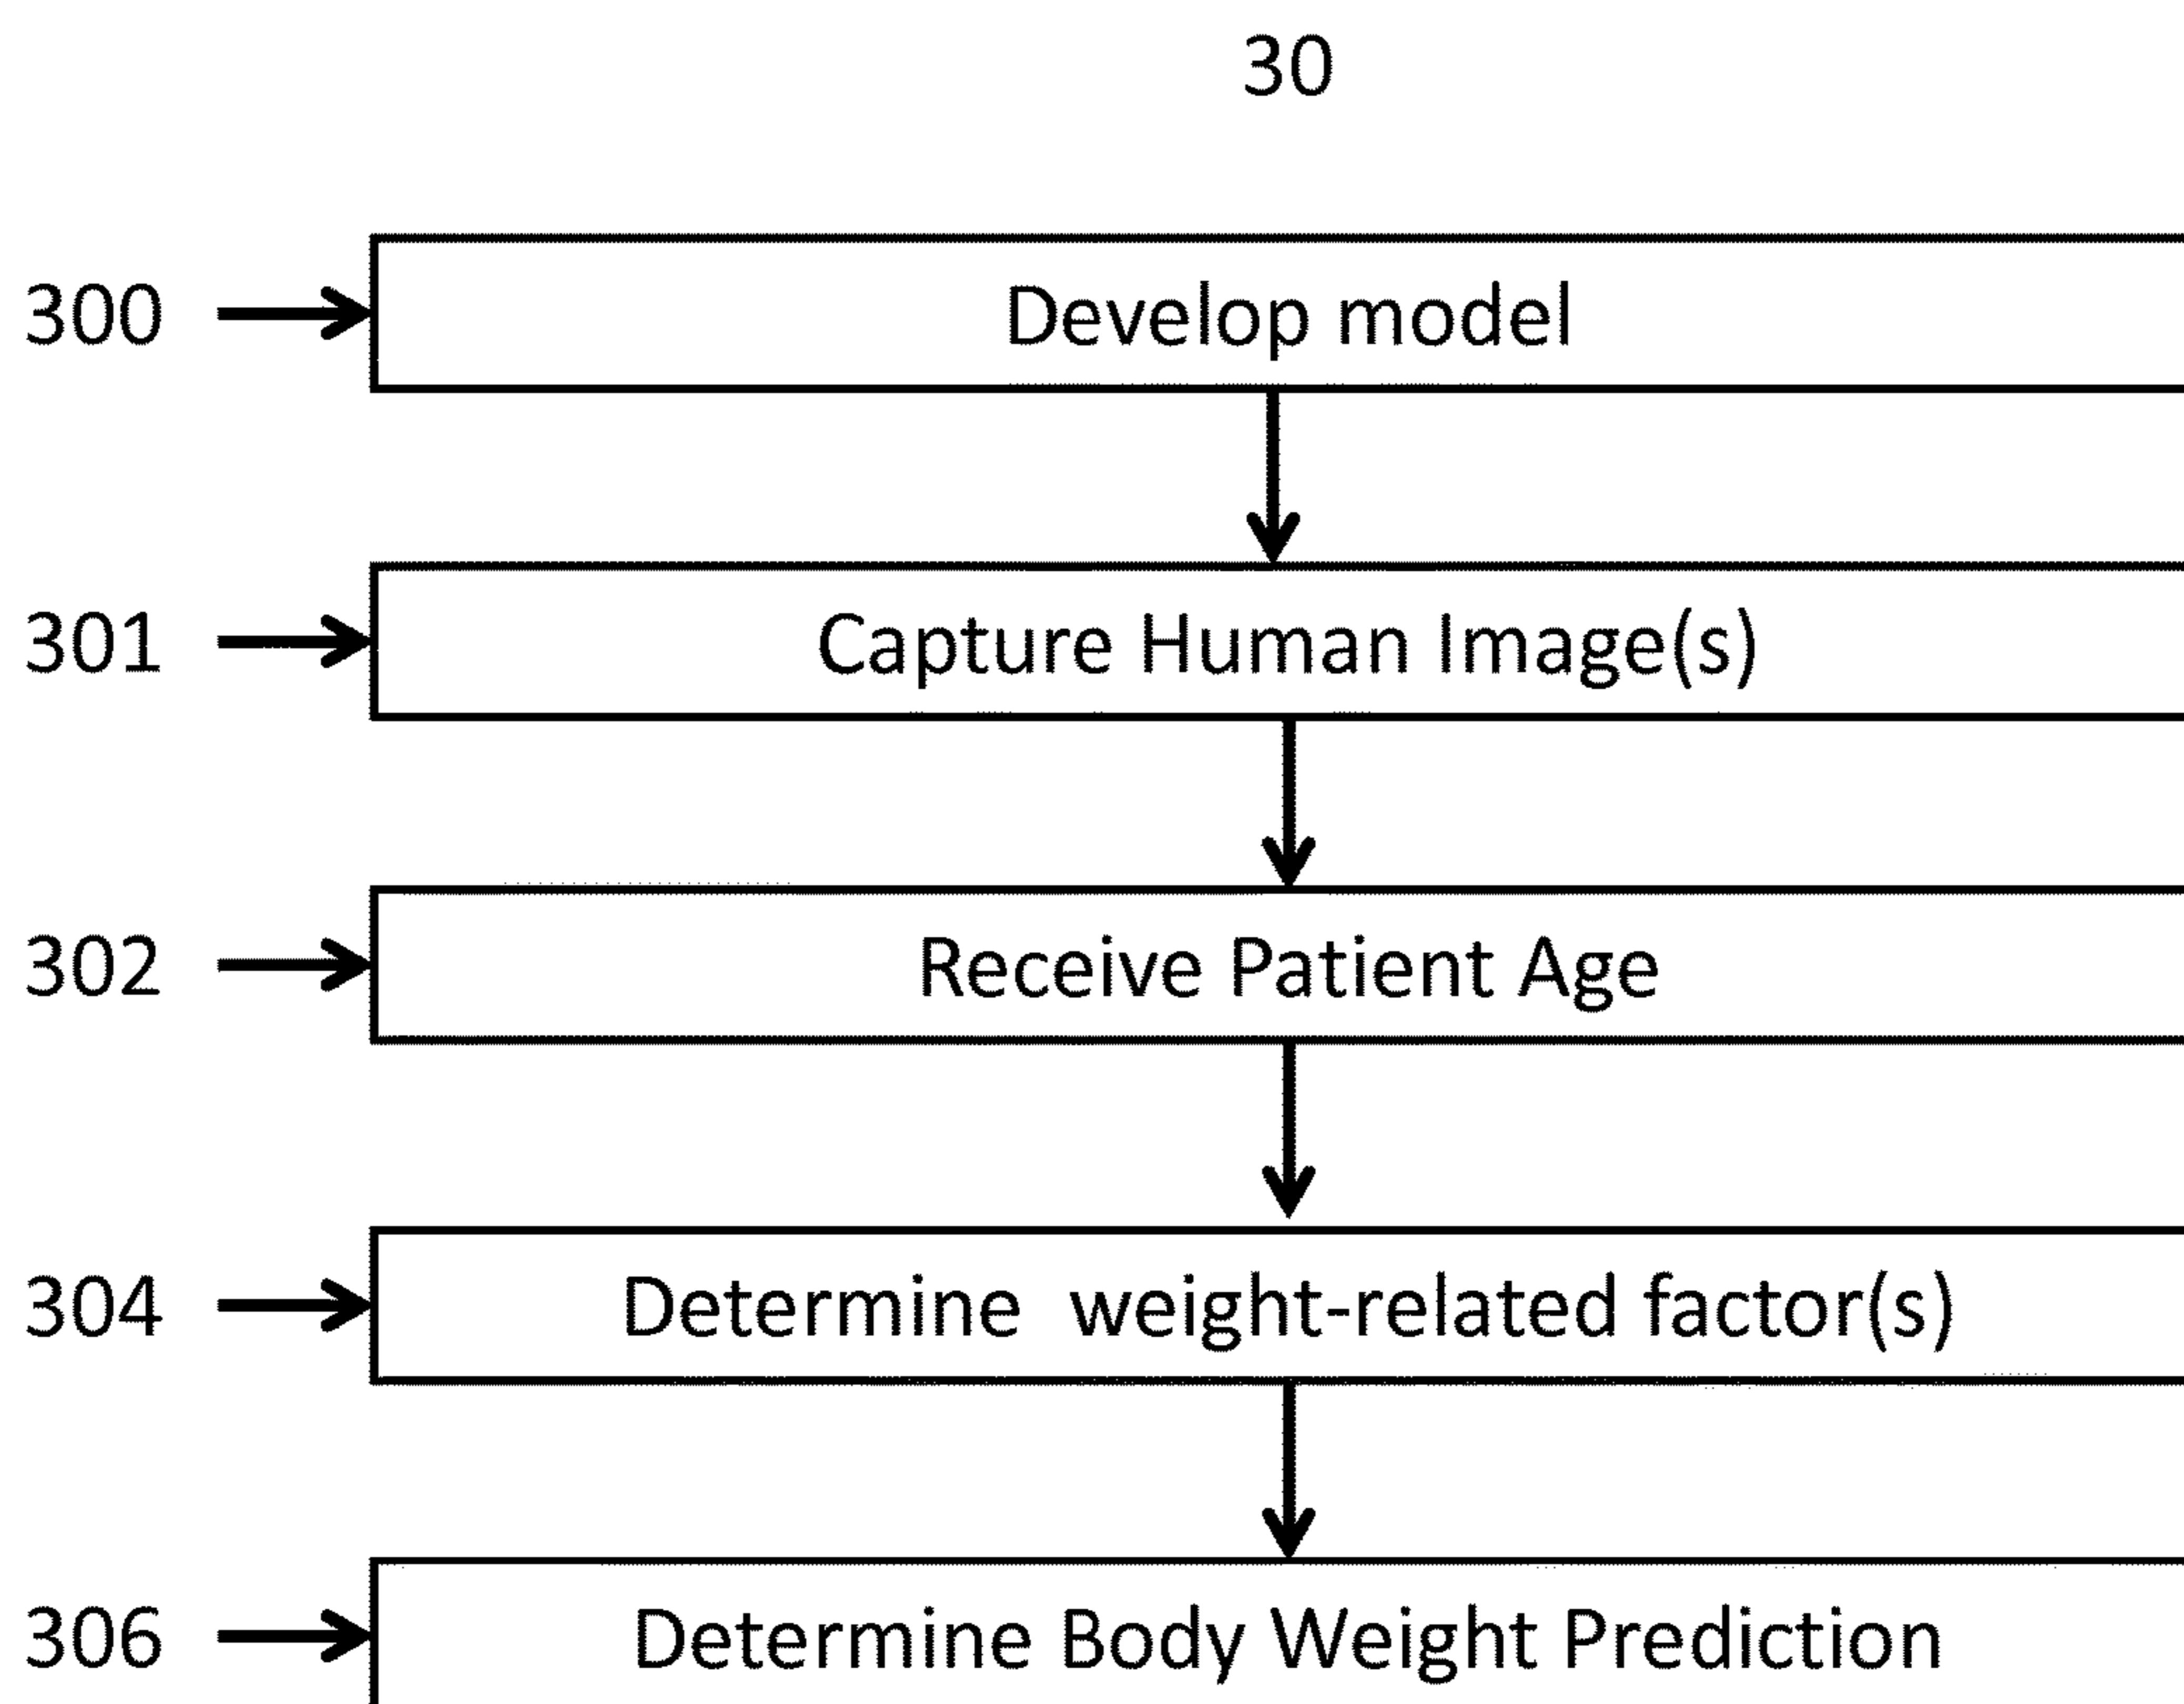 30
300 Develop model
301 Capture Human Image(s)
302 Receive Patient Age
304 Determine weight-related factor(s)
306 Determine Body Weight Prediction